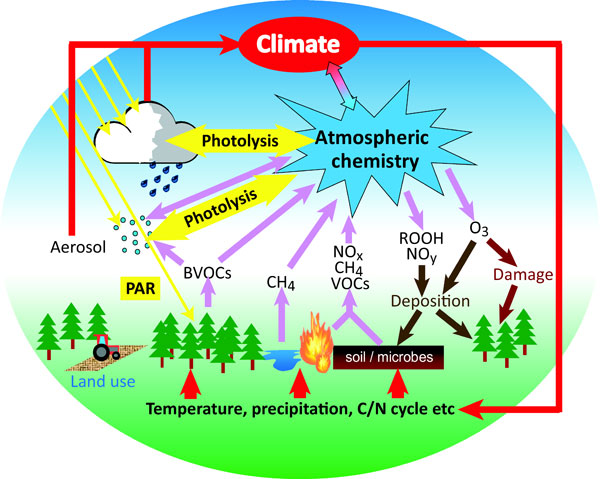 Climate
Photolysis
Atmospheric
chemistry
Photolysis
Aerosol
PAR
BVOCs
CH4
NOx
CH4
VOCs
ROOH
NOy
O3
Damage
Deposition
Land use
soil / microbes
Temperature, precipitation, C/N cycle etc